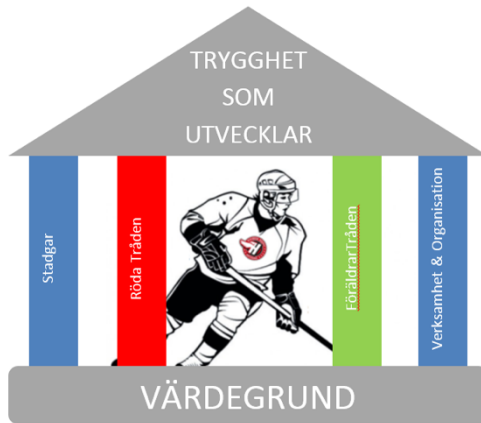 TRYGGHET
SOM
UTVECKLAR
Stadgar
Röda Tråden
FöräldrarTråden
Verksamhet & Organisation
VÄRDEGRUND